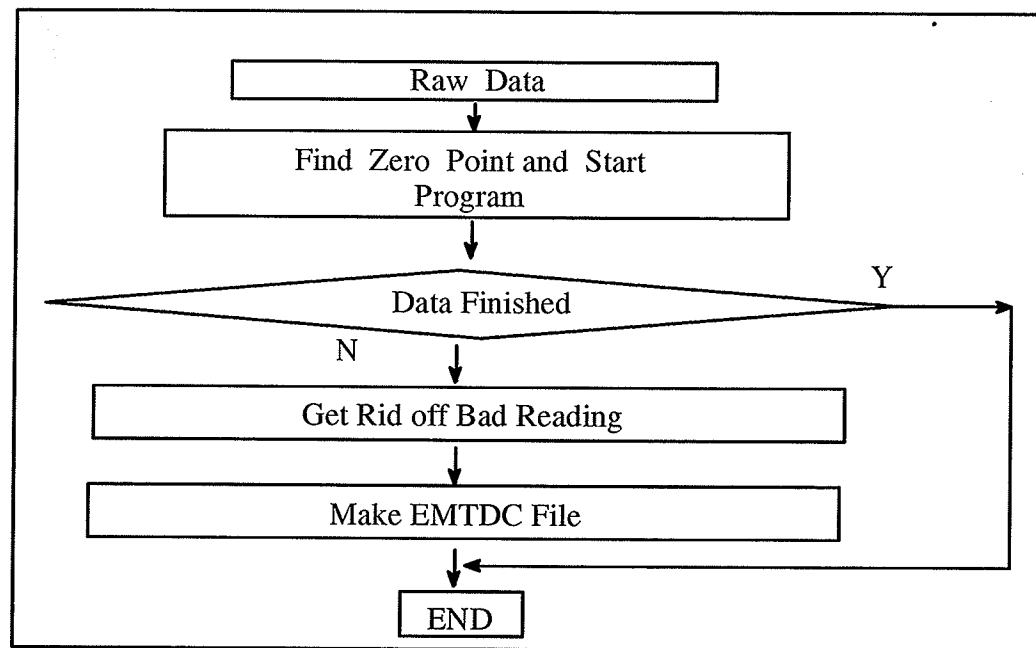 Raw Data
Find Zero Point and Start
Program
Y
Data Finished
N
Get Rid off Bad Reading
Make EMTDC File
END